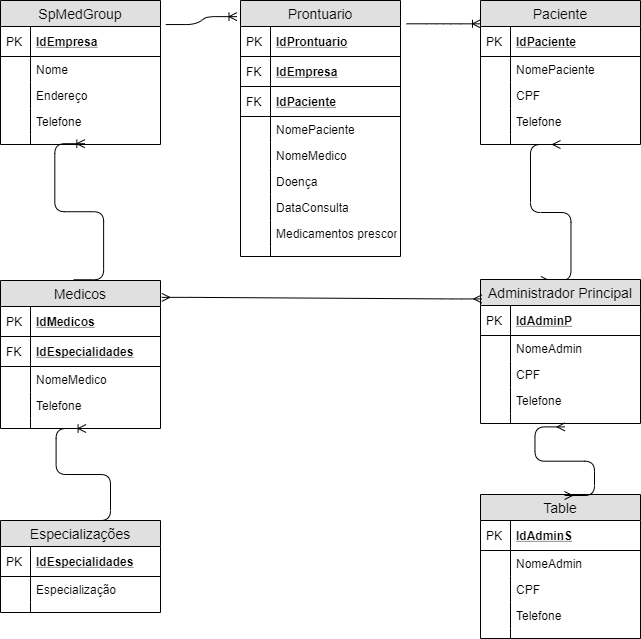 SpMedGroup
PK IdEmpresa
Nome
Endereço
Telefone
Prontuario
PK IdProntuario
FK IdEmpresa
FK IdPaciente
NomePaciente
NomeMedico
Doença
DataConsulta
Medicamentos prescor
Paciente
PK IdPaciente
NomePaciente
CPF
Telefone
Medicos
PK IdMedicos
FK IdEspecialidades
NomeMedico
Telefone
Administrador Principal
PK IdAdminP
NomeAdmin
CPF
Telefone
Especializações
PK IdEspecialidades
Especialização
Table
PK IdAdminS
NomeAdmin
CPF
Telefone